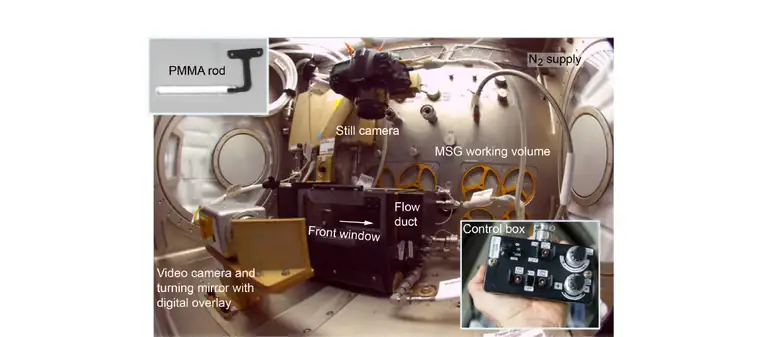 PMMA rod
N2 supply
Still camera
MSG working volume
Flow
duct
Front window
Control box
Video camera and
turning mirror with
digital overlay